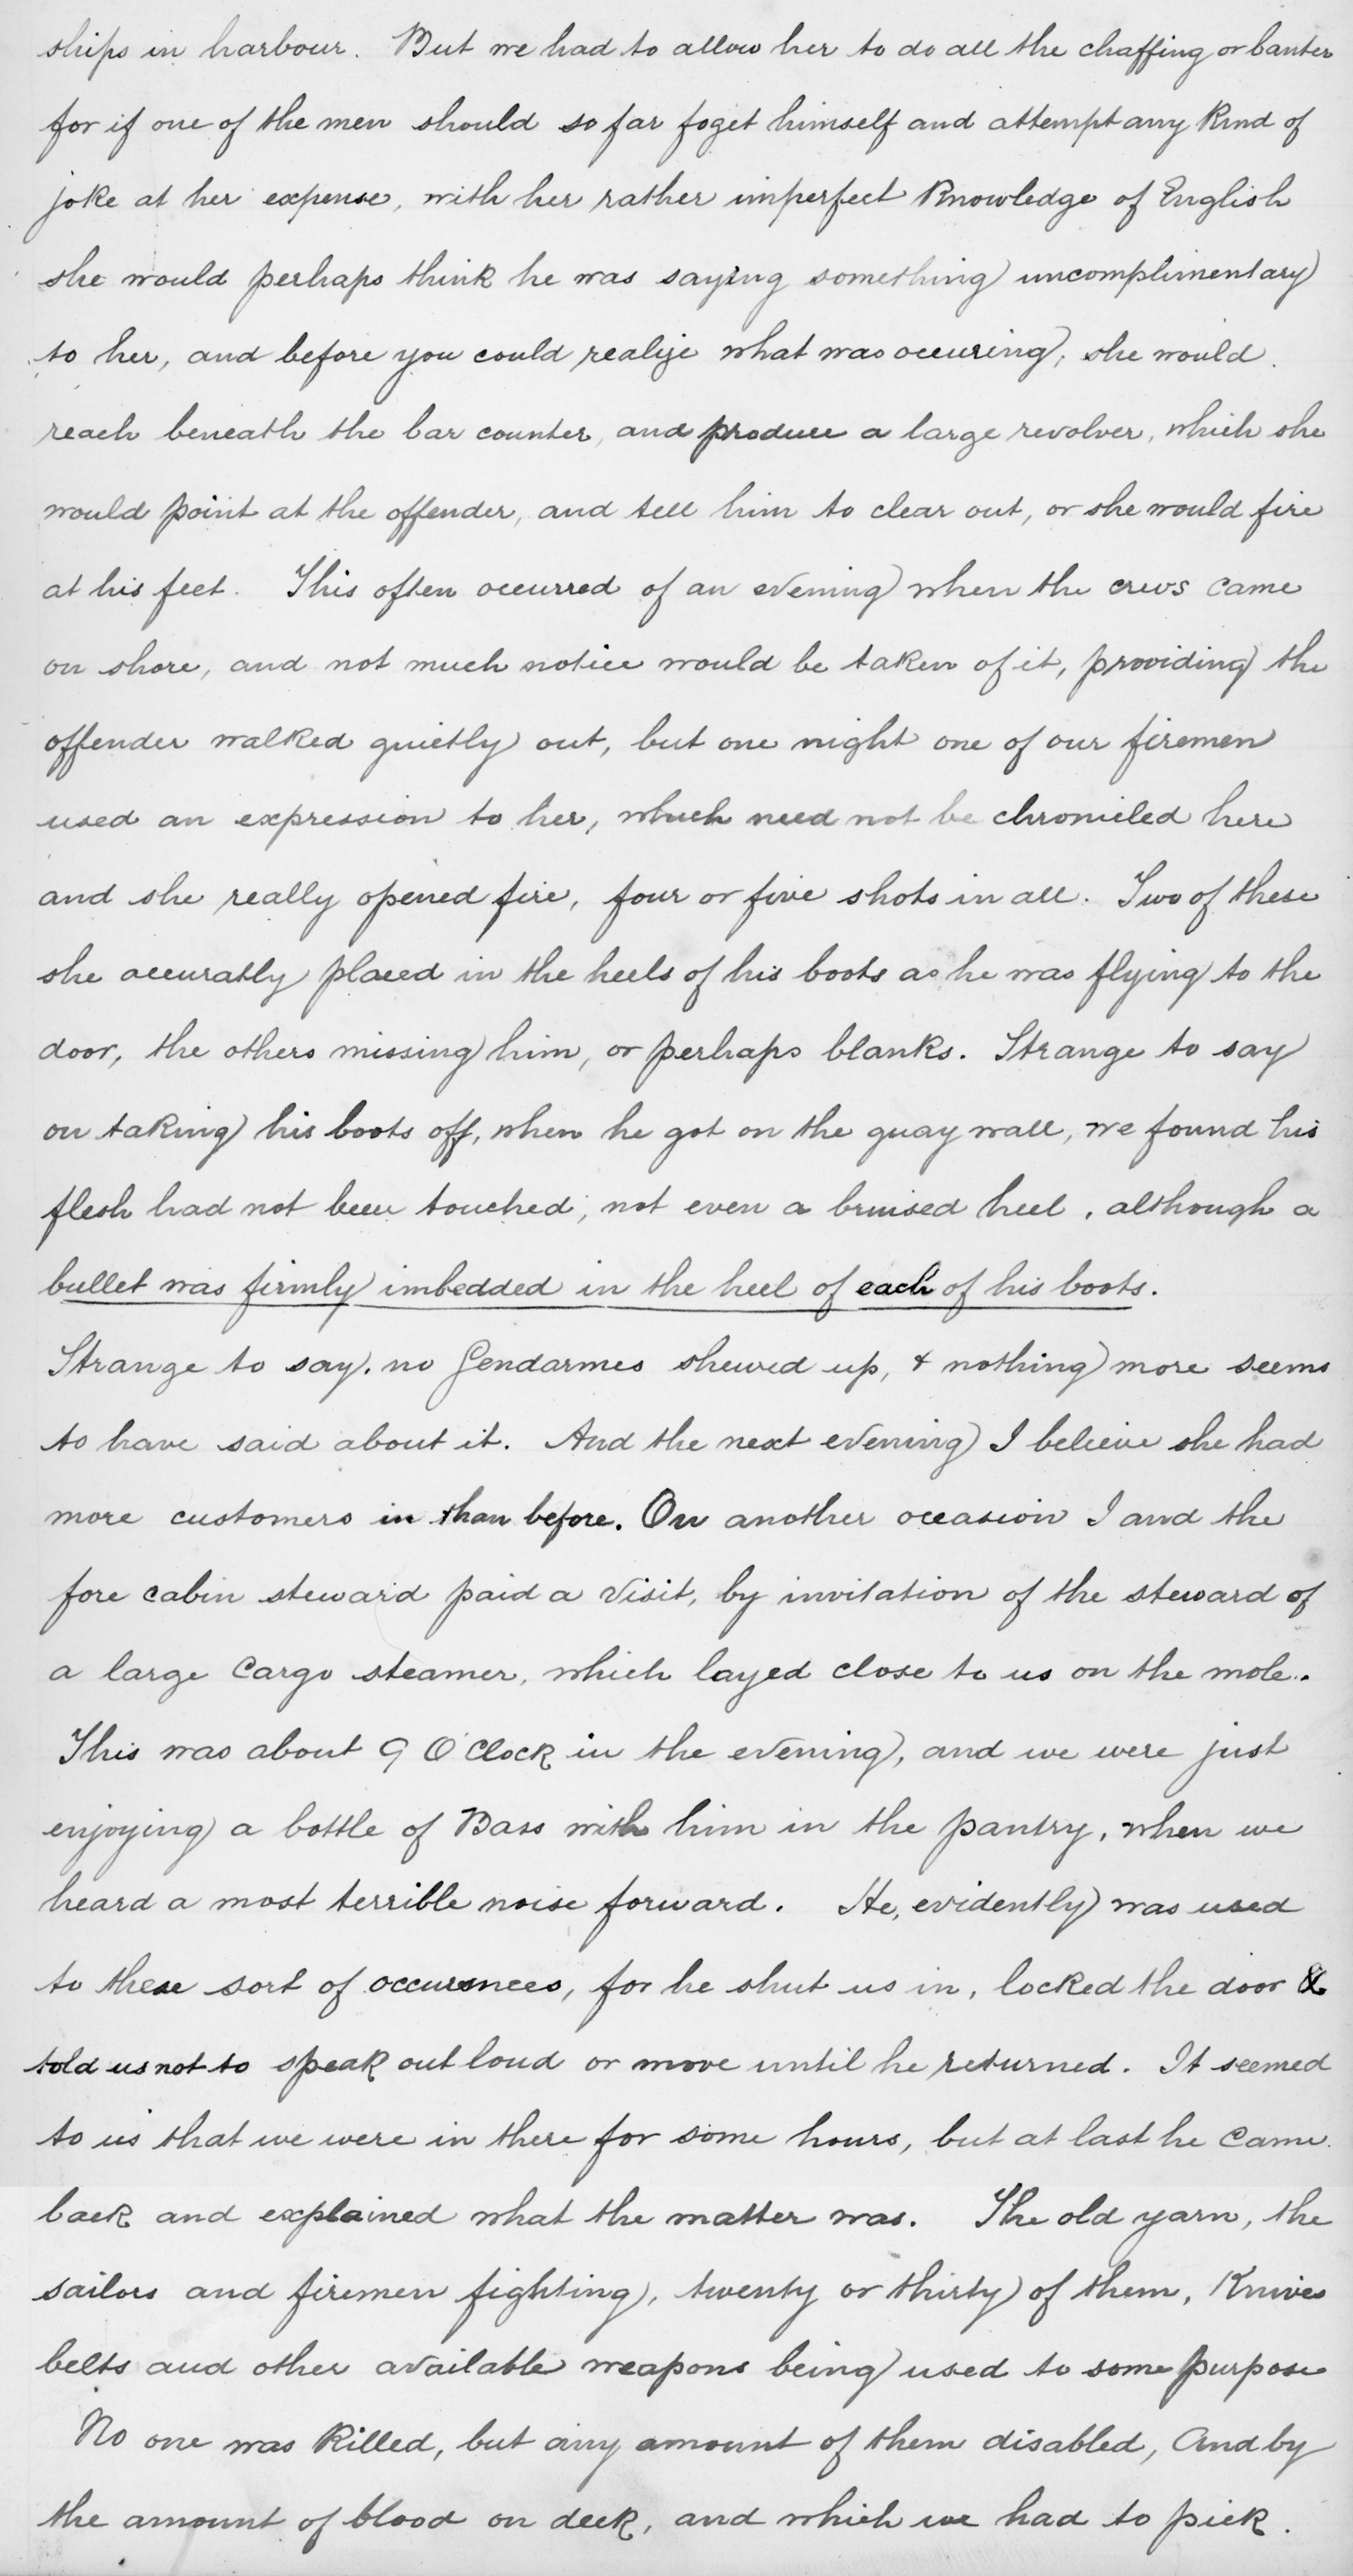 ships in harbour. But we had to allow her to do all the chaffing or banter
for if one of the men should so far foget himself and attempt any kind of
joke at her expense, with her rather imperfect knowledge of English
she would perhaps think he was saying something uncomplimentary
to her, and before you could realize what was occuring, she would
reach beneath the bar counter, and produce a large revolver, which she
would point at the offender, and tell him to clear out, or she would fire
at his feet. This often occurred of an evening when the crews came
on shore, and not much notice would be taken of it, providing the
offender walked quietly out, but one night one of our firemen
used an expression to her, which need not be chronicled here
and she really opened fire, four or five shots in all. Two of these
she accuratly placed in the heels of his boots as he was flying to the
door, the others missing him, or perhaps blanks. Strange to say
on taking his boots off, when he got on the quay wall, we found his
flesh had not been touched, not even a bruised heel, although a
bullet was firmly imbedded in the heel of each of his boots.
Strange to say, no Gendarmes shewed up, & nothing more seems
to have said about it. And the next evening I believe she had
more customers in than before. On another occasion I and the
fore cabin steward paid a visit, by invitation of the steward of
a large cargo steamer, which layed close to us on the mole.
This was about 9 O'Clock in the evening, and we were just
enjoying a bottle of Bass with him in the pantry, when we
heard a most terrible noise forward. He, evidently was used
to these sort of occurences, for he shut us in, locked the door &
told us not to speak out loud or move until he returned. It seemed
to us that we were in there for some hours, but at last he came
back and explained what the matter was. The old yarn, the
sailors and firemen fighting, twenty or thirty of them, Knives
belts and other available weapons being used to some purpose
No one was killed, but any amount of them disabled, And by
the amount of blood on deck, and which we had to pick.